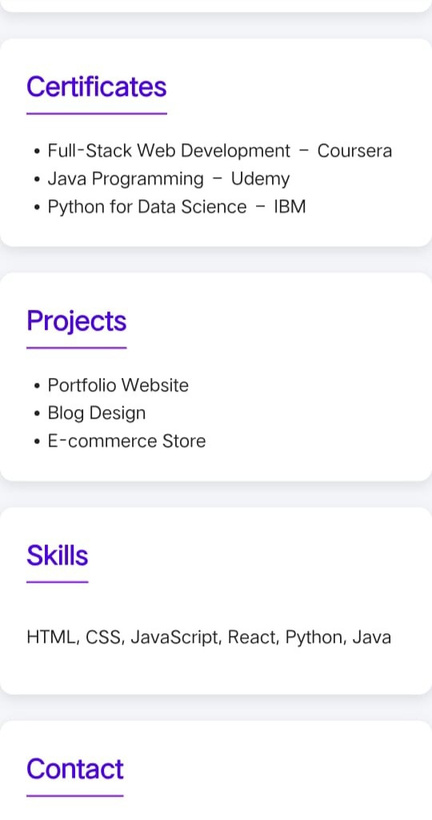 Certificates
• Full-Stack Web Development – Coursera
• Java Programming – Udemy
• Python for Data Science – IBM
Projects
• Portfolio Website
• Blog Design
• E-commerce Store
Skills
HTML, CSS, JavaScript, React, Python, Java
Contact